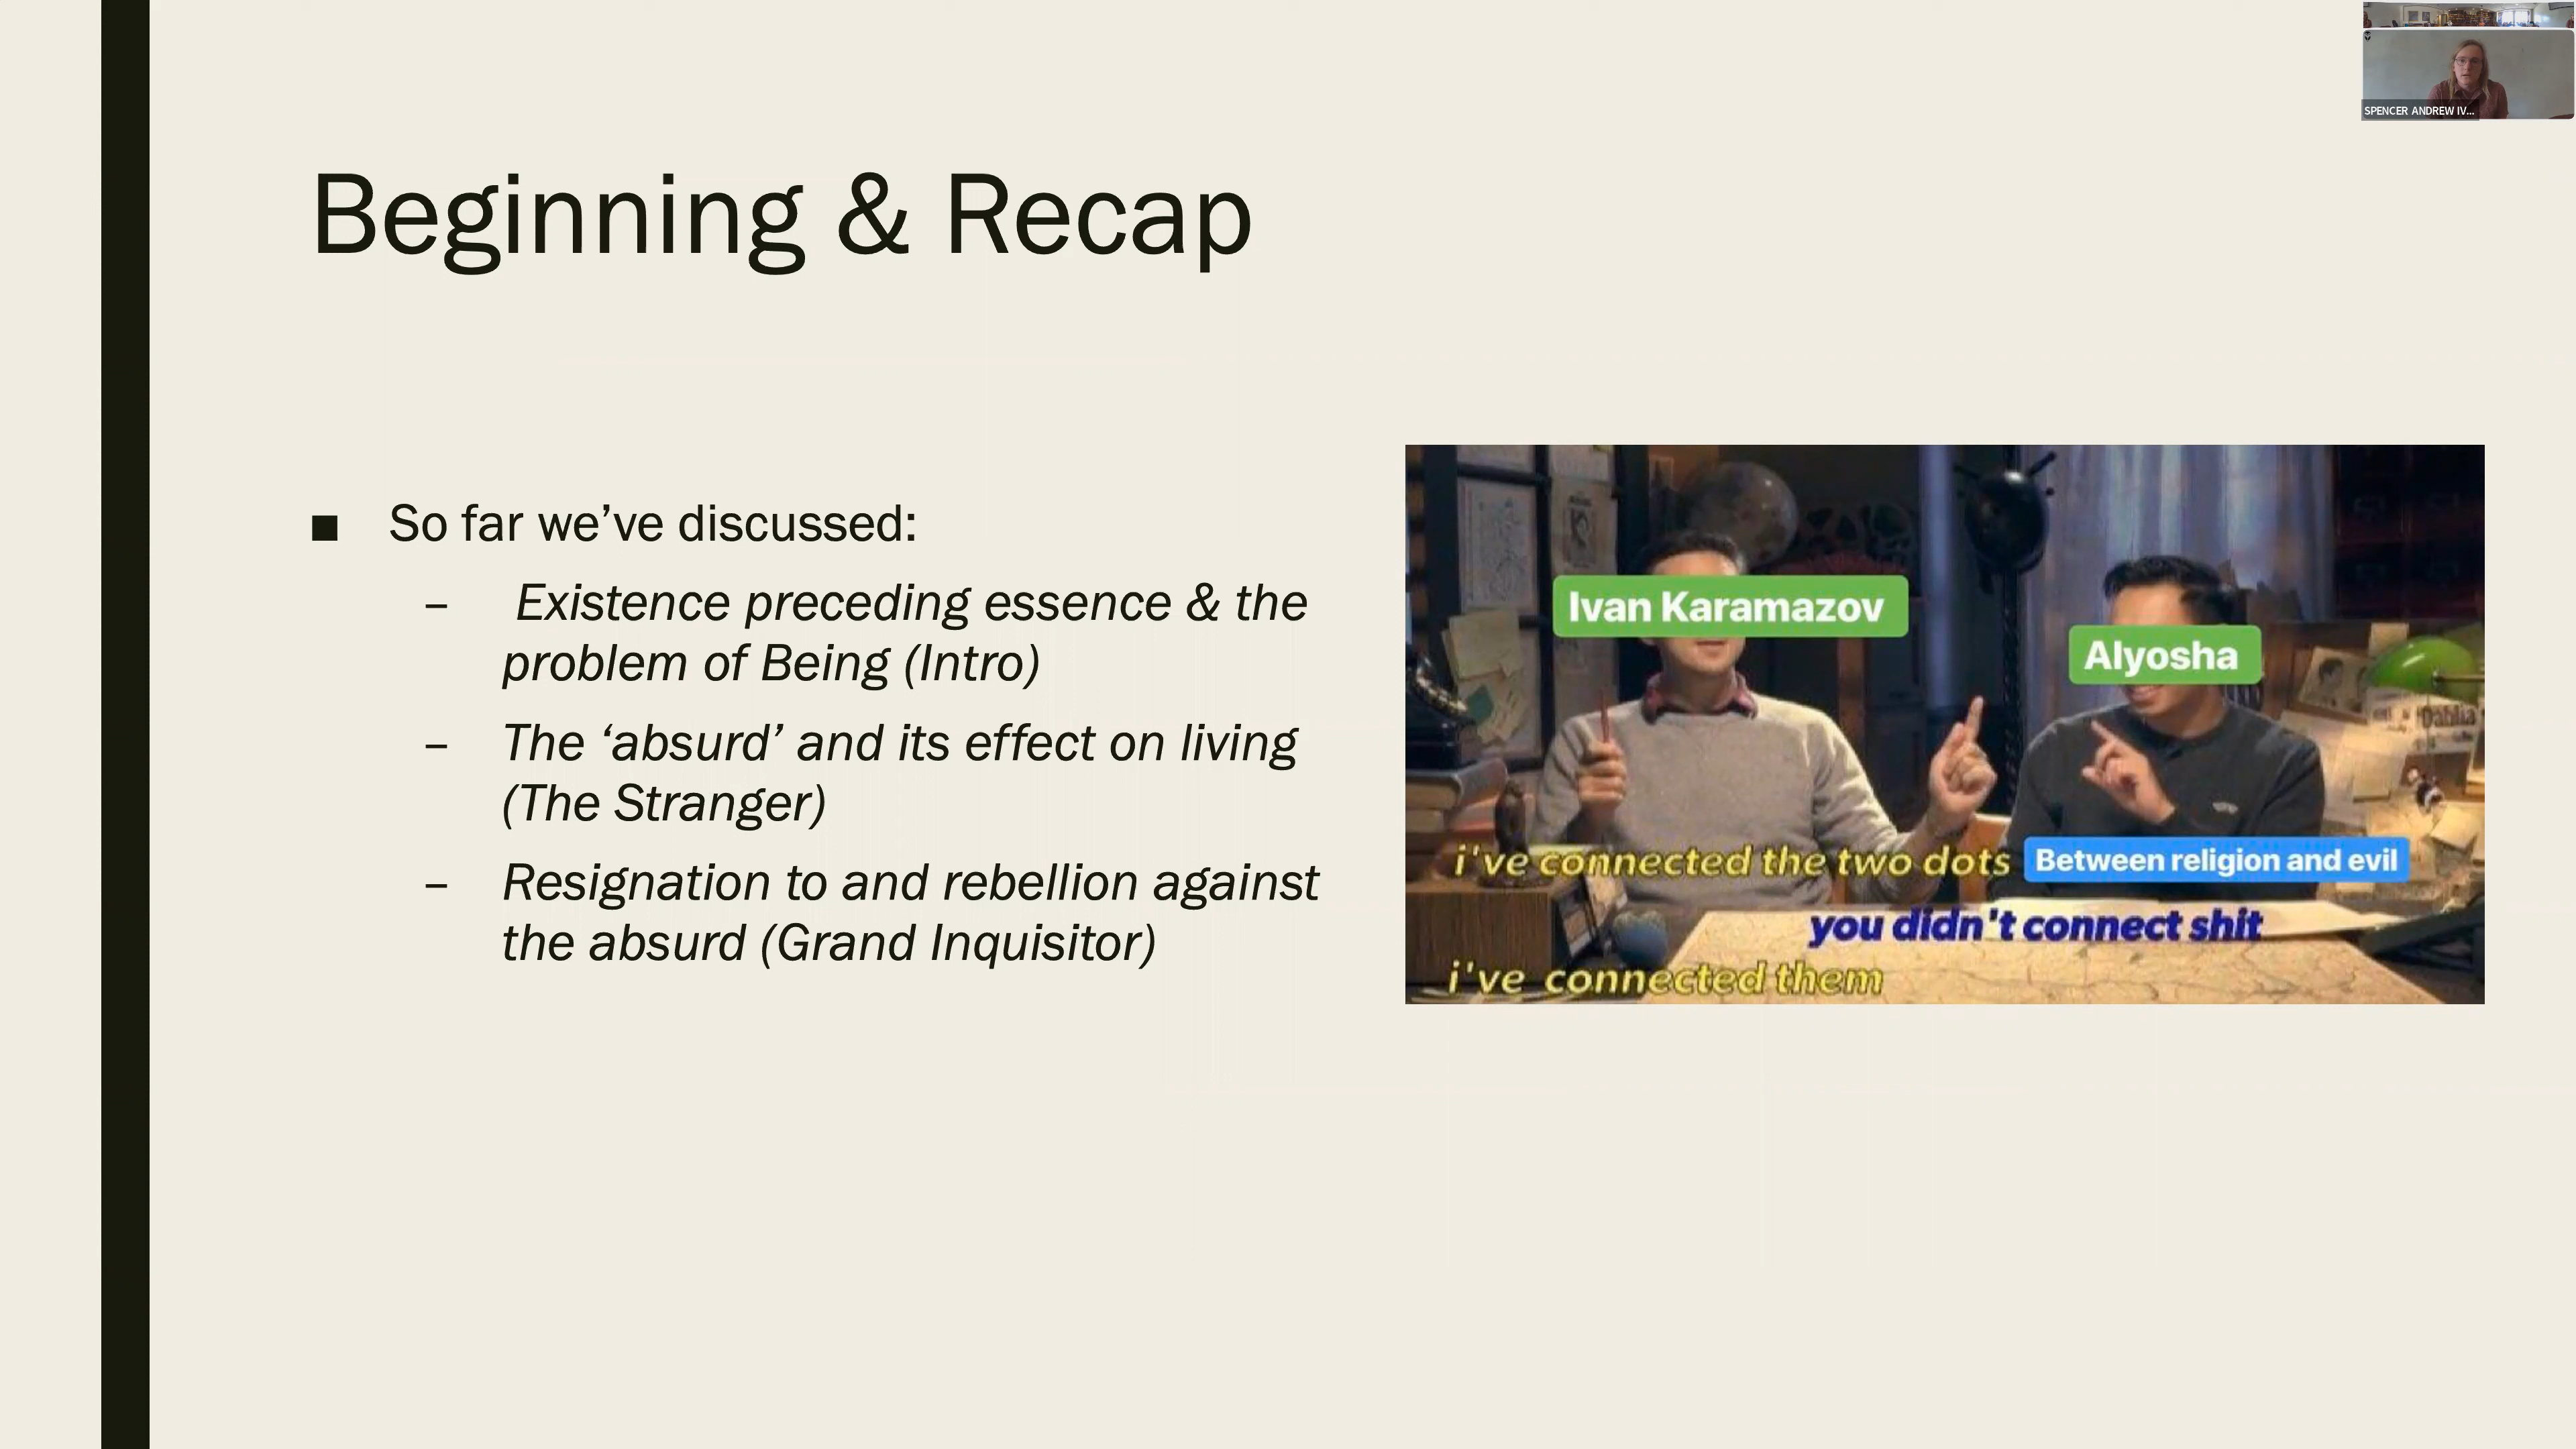 SPENCER ANDREW IV...
Beginning & Recap
■ So far we’ve discussed:
– Existence preceding essence & the
problem of Being (Intro)
– The ‘absurd’ and its effect on living
(The Stranger)
– Resignation to and rebellion against
the absurd (Grand Inquisitor)
Ivan Karamazov
Alyosha
Dahlia
i've connected the two dots Between religion and evil
you didn't connect shit
i've connected them